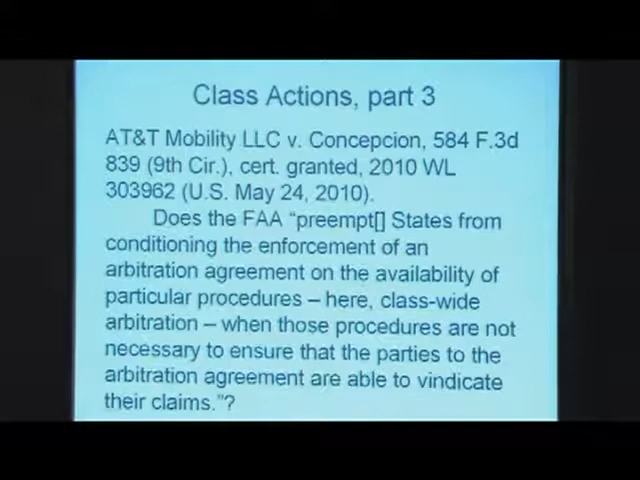 Class Actions, part 3
AT&T Mobility LLC v. Concepcion, 584 F.3d
839 (9th Cir.), cert. granted, 2010 WL
303962 (U.S. May 24, 2010).
Does the FAA “preempt[] States from
conditioning the enforcement of an
arbitration agreement on the availability of
particular procedures – here, class-wide
arbitration – when those procedures are not
necessary to ensure that the parties to the
arbitration agreement are able to vindicate
their claims.”?